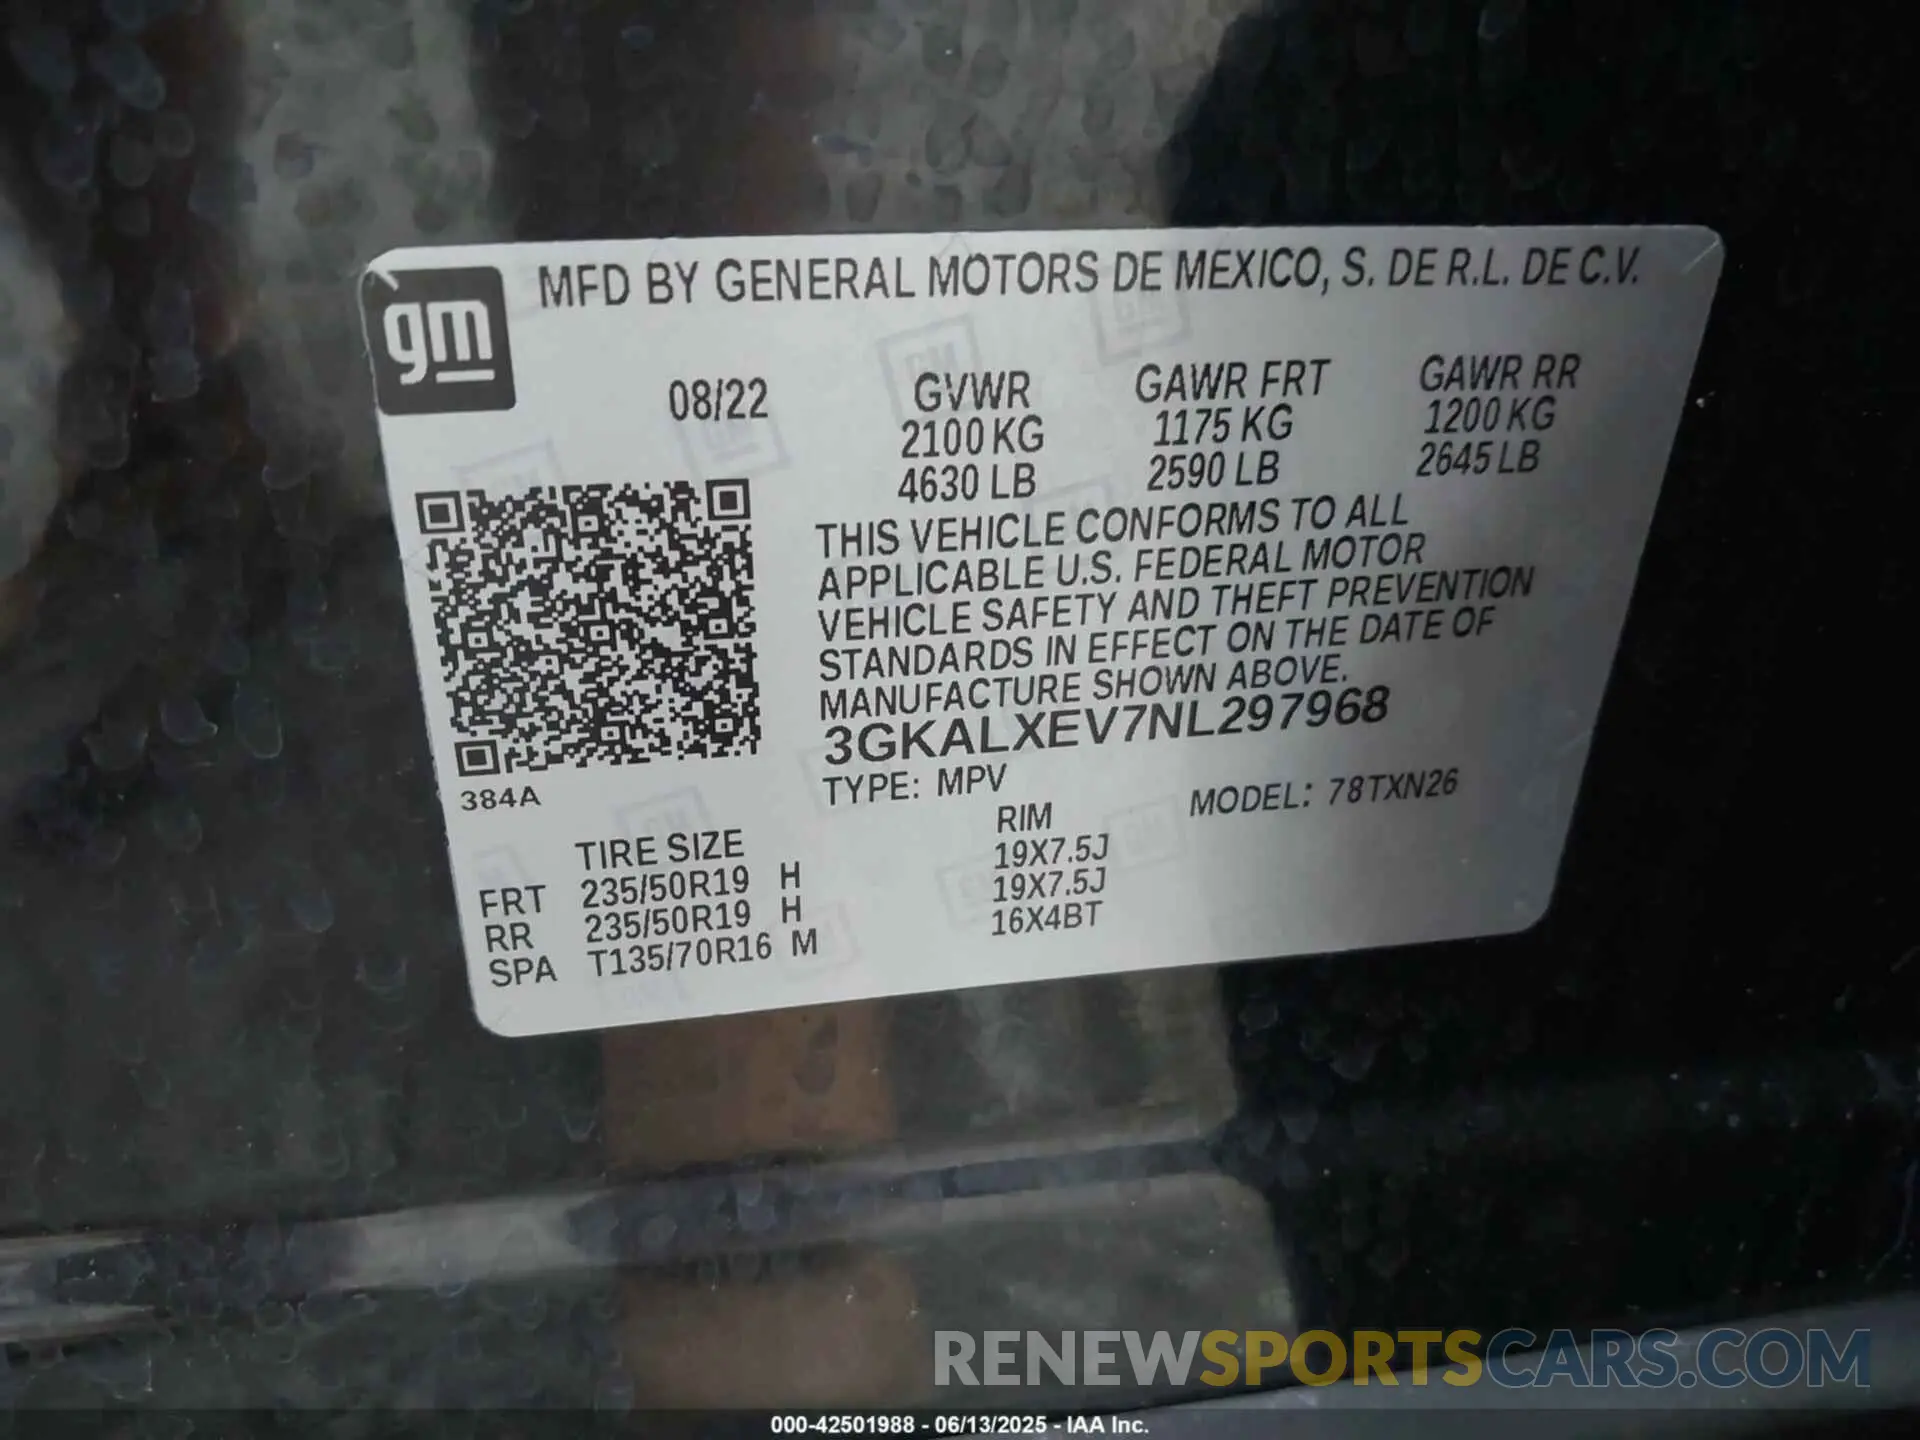 gm
MFD BY GENERAL MOTORS DE MEXICO, S. DE R.L. DE C.V.
08/22
GVWR GAWR FRT GAWR RR
2100 KG 1175 KG 1200 KG
4630 LB 2590 LB 2645 LB
THIS VEHICLE CONFORMS TO ALL
APPLICABLE U.S. FEDERAL MOTOR
VEHICLE SAFETY AND THEFT PREVENTION
STANDARDS IN EFFECT ON THE DATE OF
MANUFACTURE SHOWN ABOVE.
3GKALXEV7NL297968
TYPE: MPV MODEL: 78TXN26
384A
TIRE SIZE RIM
FRT 235/50R19 H 19X7.5J
RR 235/50R19 H 19X7.5J
SPA T135/70R16 M 16X4BT
RENEWSPORTSCARS.COM
000-42501988 - 06/13/2025 - IAA Inc.